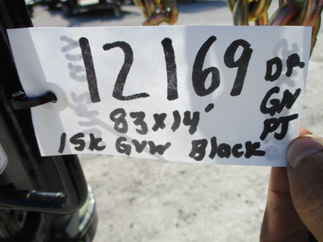 12169
DP
GN
PJ
83x14'
15k GVW Black